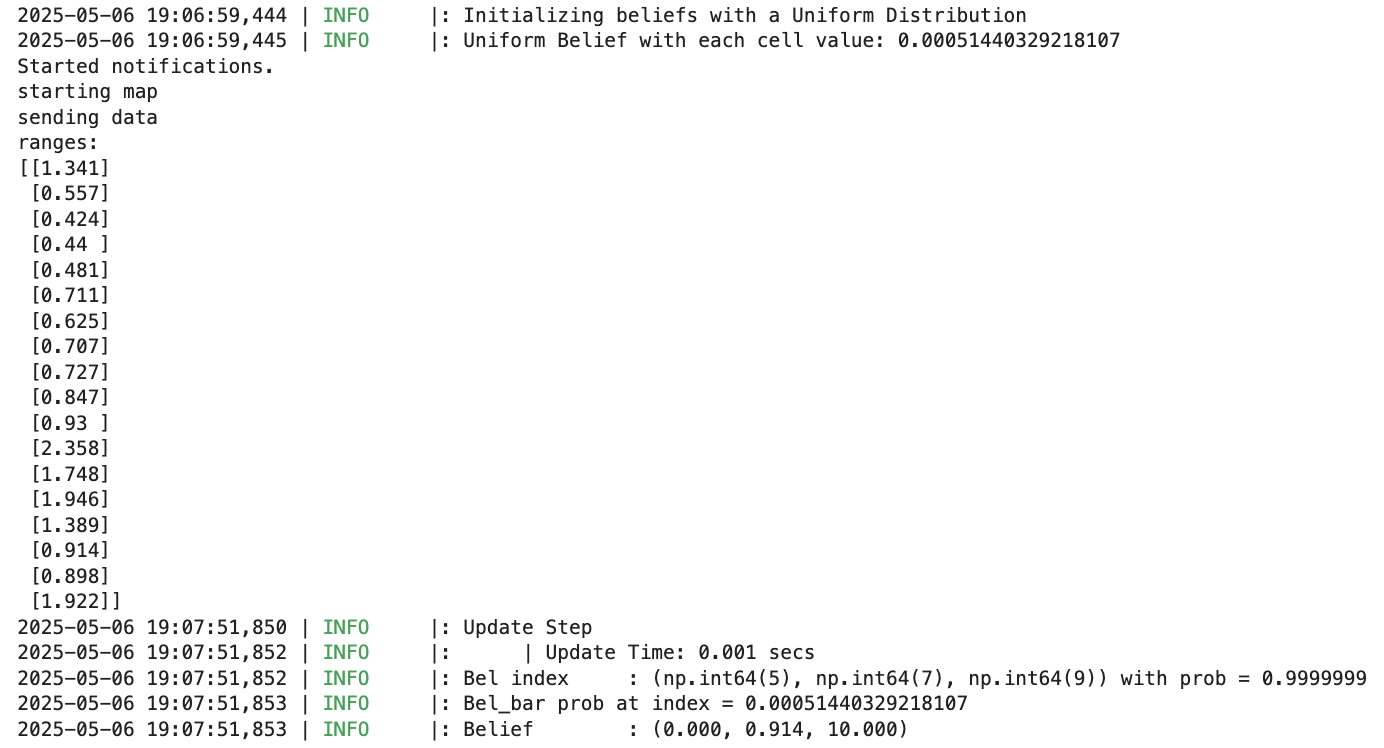 2025-05-06 19:06:59,444 | INFO     |: Initializing beliefs with a Uniform Distribution
2025-05-06 19:06:59,445 | INFO     |: Uniform Belief with each cell value: 0.00051440329218107
Started notifications.
starting map
sending data
ranges:
[[1.341]
 [0.557]
 [0.424]
 [0.44 ]
 [0.481]
 [0.711]
 [0.625]
 [0.707]
 [0.727]
 [0.847]
 [0.93 ]
 [2.358]
 [1.748]
 [1.946]
 [1.389]
 [0.914]
 [0.898]
 [1.922]]
2025-05-06 19:07:51,850 | INFO     |: Update Step
2025-05-06 19:07:51,852 | INFO     |:      | Update Time: 0.001 secs
2025-05-06 19:07:51,852 | INFO     |: Bel index     : (np.int64(5), np.int64(7), np.int64(9)) with prob = 0.9999999
2025-05-06 19:07:51,853 | INFO     |: Bel_bar prob at index = 0.00051440329218107
2025-05-06 19:07:51,853 | INFO     |: Belief        : (0.000, 0.914, 10.000)